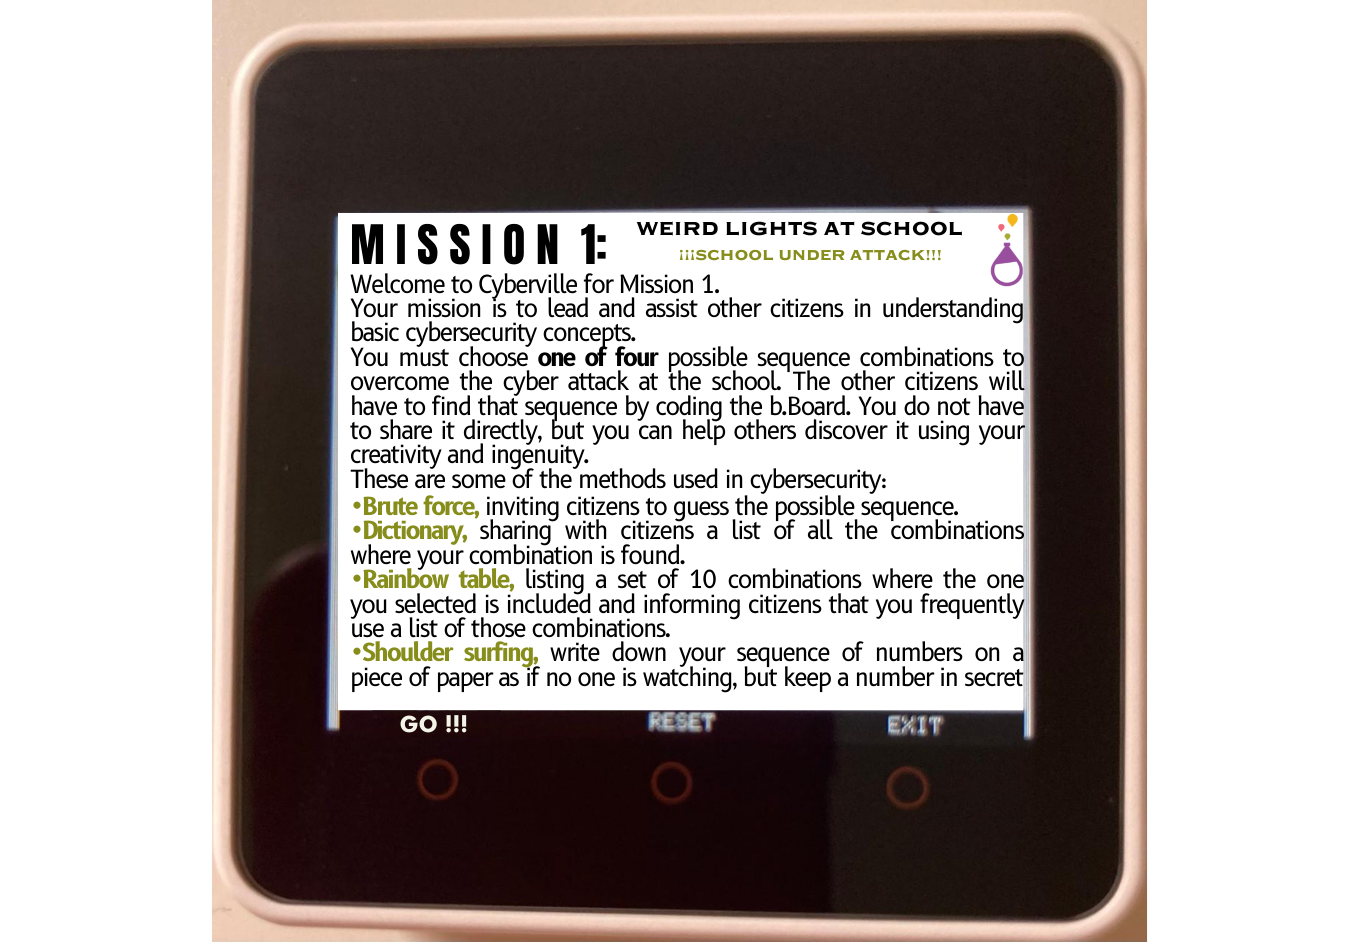 MISSION 1:
WEIRD LIGHTS AT SCHOOL
¡¡¡SCHOOL UNDER ATTACK!!!
Welcome to Cyberville for Mission 1.
Your mission is to lead and assist other citizens in understanding
basic cybersecurity concepts.
You must choose one of four possible sequence combinations to
overcome the cyber attack at the school. The other citizens will
have to find that sequence by coding the b.Board. You do not have
to share it directly, but you can help others discover it using your
creativity and ingenuity.
These are some of the methods used in cybersecurity:
•Brute force, inviting citizens to guess the possible sequence.
•Dictionary, sharing with citizens a list of all the combinations
where your combination is found.
•Rainbow table, listing a set of 10 combinations where the one
you selected is included and informing citizens that you frequently
use a list of those combinations.
•Shoulder surfing, write down your sequence of numbers on a
piece of paper as if no one is watching, but keep a number in secret
GO !!!
RESET
EXIT